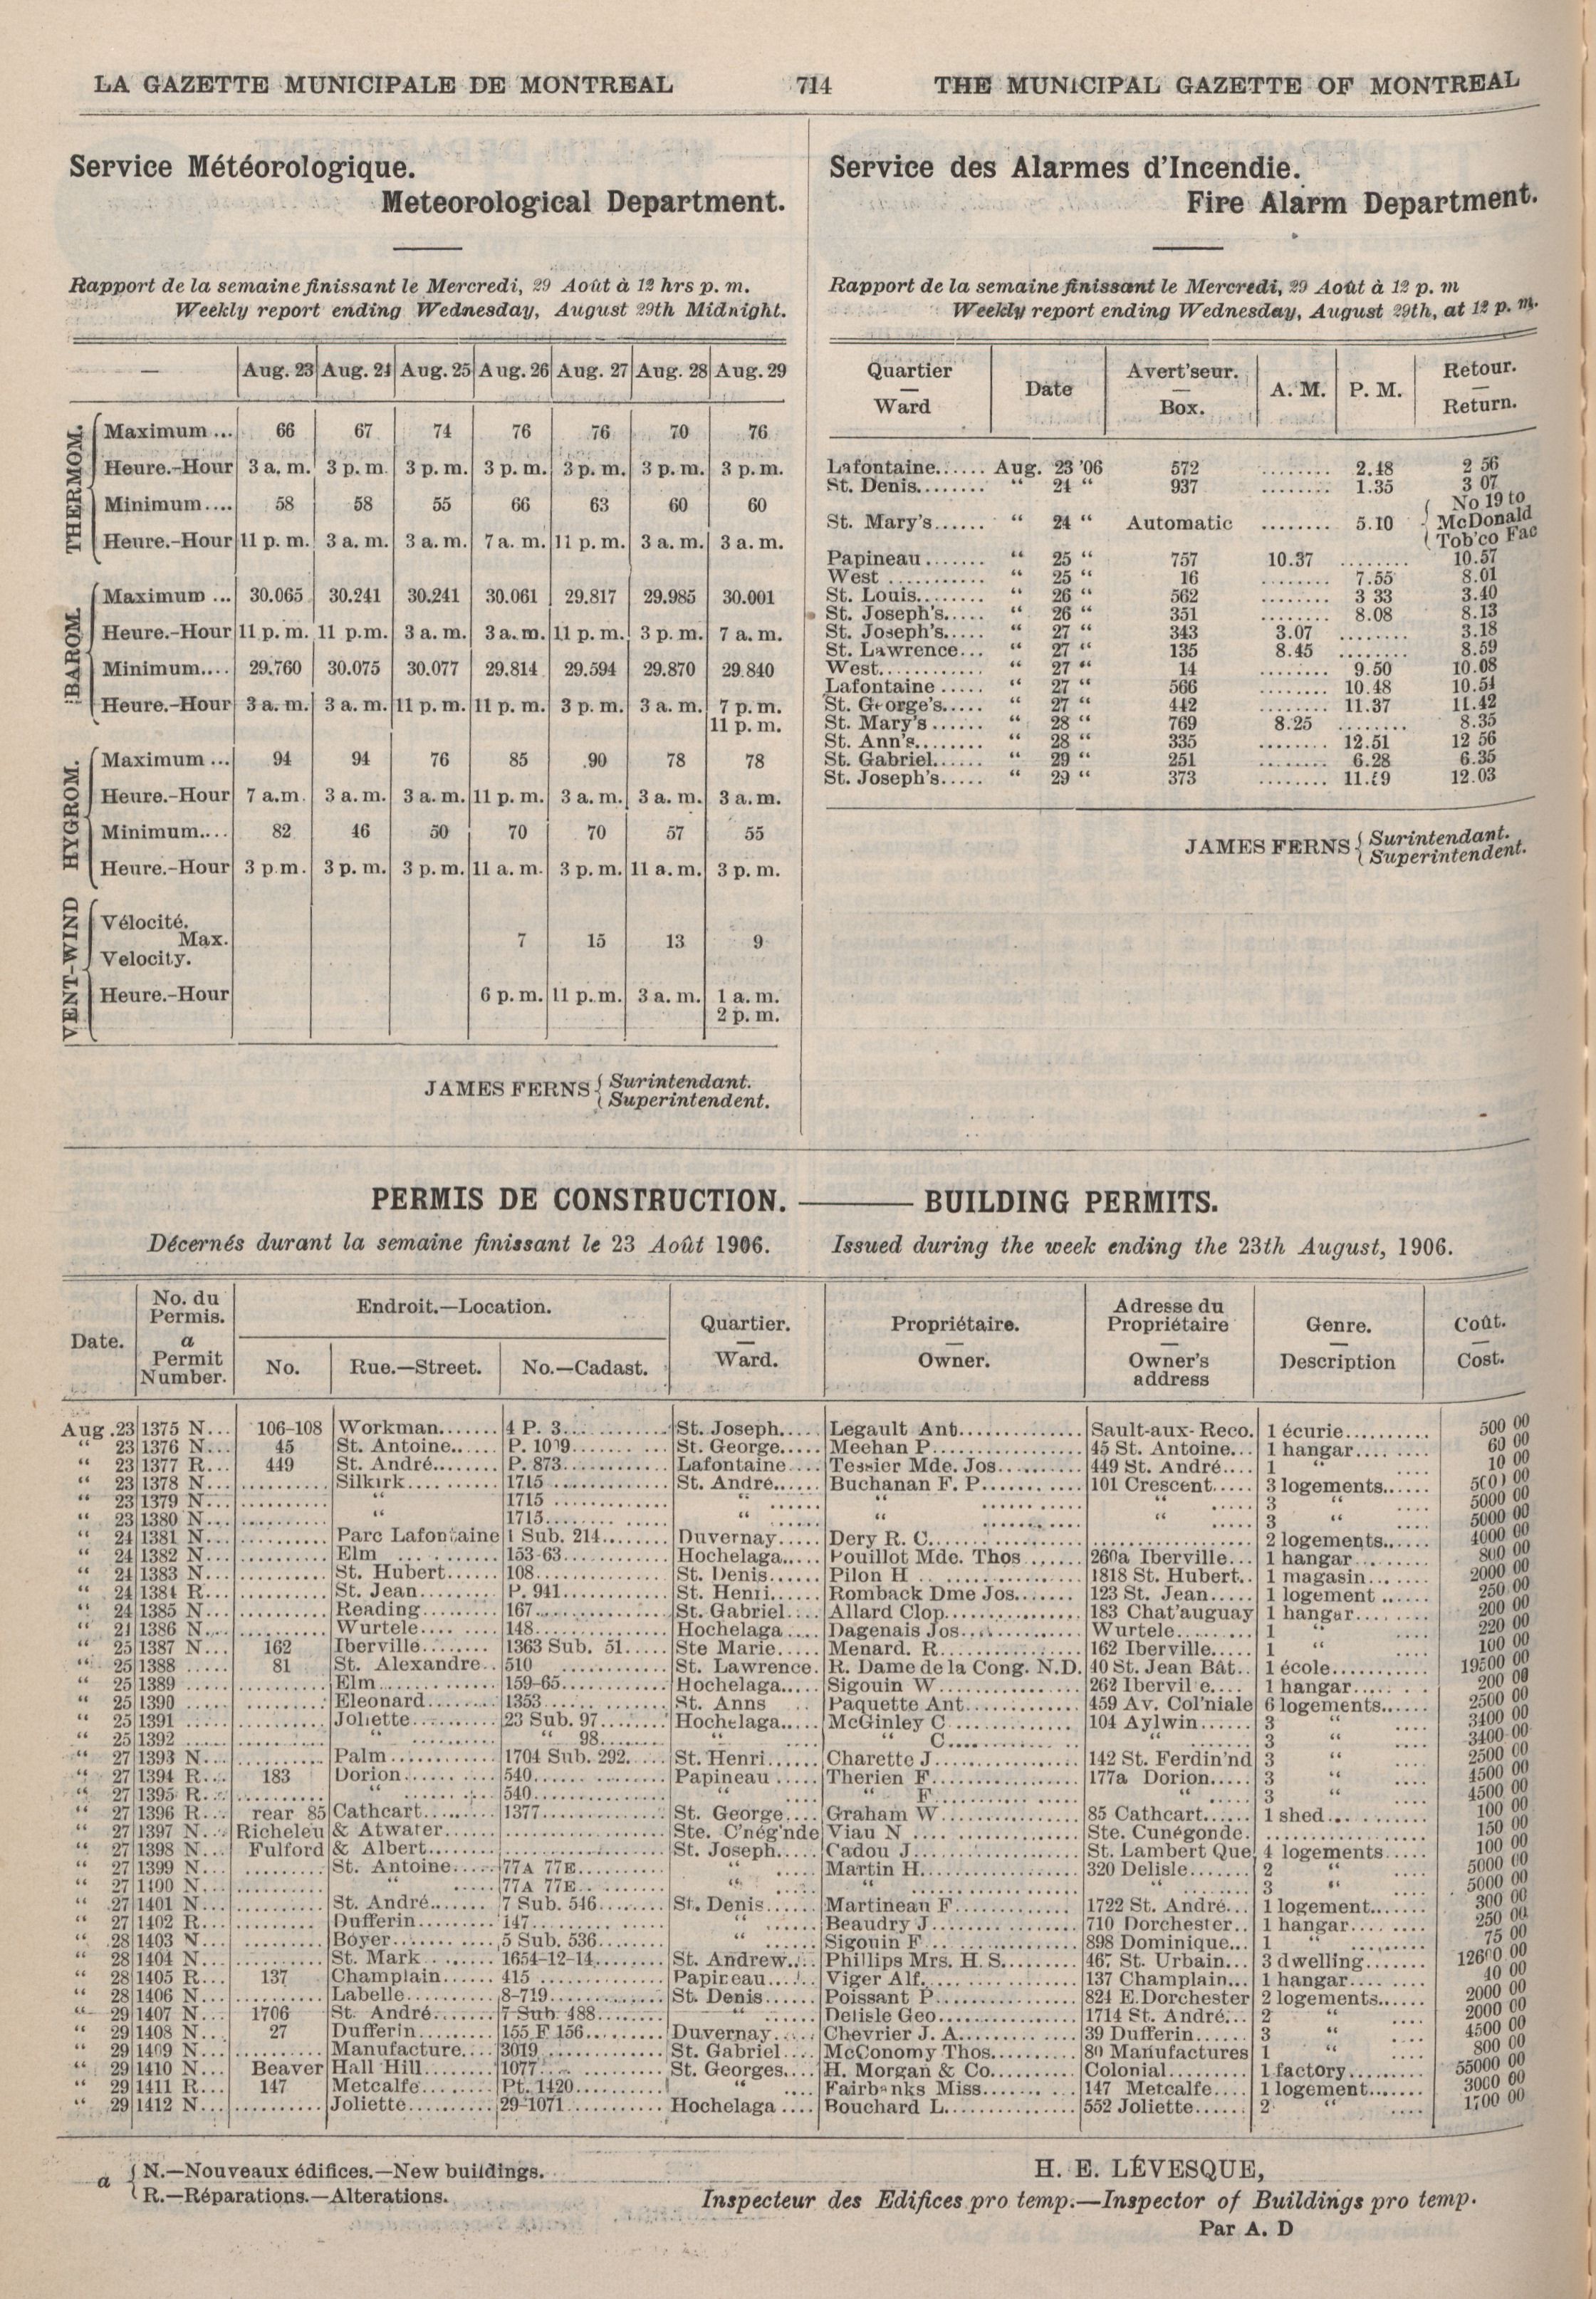 LA GAZETTE MUNICIPALE DE MONTREAL 714 THE MUNICIPAL GAZETTE OF MONTREAL
Service Météorologique.
Meteorological Department.
Rapport de la semaine finissant le Mercredi, 29 Août à 12 hrs p. m.
Weekly report ending Wednesday, August 29th Midnight.
— Aug. 23 Aug. 24 Aug. 25 Aug. 26 Aug. 27 Aug. 28 Aug. 29
THERMOM.
Maximum ... 66 67 74 76 76 70 76
Heure.-Hour 3 a. m. 3 p. m. 3 p. m. 3 p. m. 3 p. m. 3 p. m. 3 p. m.
Minimum.... 58 58 55 66 63 60 60
Heure.-Hour 11 p. m. 3 a. m. 3 a. m. 7 a. m. 11 p. m. 3 a. m. 3 a. m.
BAROM.
Maximum ... 30.065 30.241 30.241 30.061 29.817 29.985 30.001
Heure.-Hour 11 p. m. 11 p.m. 3 a. m. 3 a. m. 11 p. m. 3 p. m. 7 a. m.
Minimum.... 29.760 30.075 30.077 29.814 29.594 29.870 29.840
Heure.-Hour 3 a. m. 3 a. m. 11 p. m. 11 p. m. 3 p. m. 3 a. m. 7 p. m.
11 p. m.
HYGROM.
Maximum ... 94 94 76 85 .90 78 78
Heure.-Hour 7 a.m. 3 a. m. 3 a. m. 11 p. m. 3 a. m. 3 a. m. 3 a. m.
Minimum.... 82 46 50 70 70 57 55
Heure.-Hour 3 p.m. 3 p. m. 3 p. m. 11 a. m. 3 p. m. 11 a. m. 3 p. m.
VENT-WIND
Vélocité.
Max. 7 15 13 9
Velocity.
Heure.-Hour 6 p. m. 11 p. m. 3 a. m. 1 a. m.
2 p. m.
JAMES FERNS { Surintendant.
Superintendent.
Service des Alarmes d'Incendie.
Fire Alarm Department.
Rapport de la semaine finissant le Mercredi, 29 Août à 12 p. m
Weekly report ending Wednesday, August 29th, at 12 p. m.
Quartier — Ward Date Avert'seur. — Box. A. M. P. M. Retour. — Return.
Lafontaine...... Aug. 23 '06 572 ........ 2.48 2 56
St. Denis........ “ 24 “ 937 ........ 1.35 3 07
St. Mary's...... “ 24 “ Automatic ........ 5.10 { No 19 to McDonald Tob'co Fac
Papineau....... “ 25 “ 757 10.37 ........ 10.57
West ........... “ 25 “ 16 ........ 7.55 8.01
St. Louis........ “ 26 “ 562 ........ 3 33 3.40
St. Joseph's..... “ 26 “ 351 ........ 8.08 8.13
St. Joseph's..... “ 27 “ 343 3.07 ........ 3.18
St. Lawrence... “ 27 “ 135 8.45 ........ 8.59
West............ “ 27 “ 14 ........ 9.50 10.08
Lafontaine ..... “ 27 “ 566 ........ 10.48 10.54
St. George's..... “ 27 “ 442 ........ 11.37 11.42
St. Mary's ...... “ 28 “ 769 8.25 ........ 8.35
St. Ann's........ “ 28 “ 335 ........ 12.51 12 56
St. Gabriel...... “ 29 “ 251 ........ 6.28 6.35
St. Joseph's..... “ 29 “ 373 ........ 12.03
JAMES FERNS { Surintendant.
Superintendent.
PERMIS DE CONSTRUCTION. — BUILDING PERMITS.
Décernés durant la semaine finissant le 23 Août 1906. Issued during the week ending the 23th August, 1906.
Date. No. du Permis. a Permit Number. Endroit.—Location. No. Rue.—Street. No.—Cadast. Quartier. — Ward. Propriétaire. — Owner. Adresse du Propriétaire — Owner's address Genre. — Description Coût. — Cost.
Aug .23 1375 N... 106-108 Workman....... 4 P. 3............ St. Joseph..... Legault Ant.............. Sault-aux-Reco. 1 écurie.......... 500 00
“ 23 1376 N... 45 St. Antoine...... P. ........ St. George..... Meehan P............... 45 St. Antoine... 1 hangar......... 60 00
“ 23 1377 R... 449 St. André........ P. 873............ Lafontaine.... Tessier Mde. Jos.......... 449 St. André.... 1 “ .... 10 00
“ 23 1378 N... .......... Silkirk.......... 1715 ............ St. André...... Buchanan F. P.......... 101 Crescent..... 3 logements...... 00
“ 23 1379 N... .......... “ 1715 ............ “ ...... “ ........... “ ..... 3 “ .... 5000 00
“ 23 1380 N... .......... “ 1715............ “ ...... “ ........... “ ..... 3 “ .... 5000 00
“ 24 1381 N... .......... Parc Lafontaine 1 Sub. 214........ Duvernay..... Dery R. C................ ................ 2 logements...... 4000 00
“ 24 1382 N... .......... Elm ........... 153-63............ Hochelaga..... Pouillot Mde. Thos ...... 260a Iberville... 1 hangar......... 800 00
“ 24 1383 N... .......... St. Hubert...... 108............ St. Denis...... Pilon H ............... 1818 St. Hubert.. 1 magasin........ 2000 00
“ 24 1384 R... .......... St. Jean........ P. 941............ St. Henri...... Romback Dme Jos....... 123 St. Jean..... 1 logement ...... 250 00
“ 24 1385 N... .......... Reading......... 167............ St. Gabriel.... Allard Clop............... 183 Chat'auguay 1 hangar......... 200 00
“ 24 1386 N... .......... Wurtele......... 148............ Hochelaga .... Dagenais Jos............. Wurtele......... 1 “ .... 220 00
“ 25 1387 N... 162 Iberville........ 1363 Sub. 51..... Ste Marie..... Menard. R............... 162 Iberville..... 1 “ .... 100 00
“ 25 1388 ..... 81 St. Alexandre.. 510 ............ St. Lawrence. R. Dame de la Cong. N.D. 40 St. Jean Bât.. 1 école........... 19500 00
“ 25 1389 ..... .......... Elm............ 159-65............ Hochelaga..... Sigouin W............... 262 Ibervil e.... 1 hangar......... 200 00
“ 25 1390 ..... .......... Eleonard........ 1353............ St. Anns Paquette Ant............ 459 Av. Col'niale 6 logements...... 2500 00
“ 25 1391 ..... .......... Joliette.......... 23 Sub. 97........ Hochelaga..... McGinley C ............ 104 Aylwin...... 3 “ .... 3400 00
“ 25 1392 ..... .......... “ .......... “ 98........ “ .... “ C............ “ ....... 3 “ .... 3400 00
“ 27 1393 N... .......... Palm............ 1704 Sub. 292..... St. Henri...... Charette J............... 142 St. Ferdin'nd 3 “ .... 2500 00
“ 27 1394 R... 183 Dorion.......... 540............ Papineau ..... Therien F............... 177a Dorion..... 3 “ .... 4500 00
“ 27 1395 R... .......... “ ...... 540............ “ .... “ F............ “ ..... 3 “ .... 4500 00
“ 27 1396 R... rear 85 Cathcart........ 1377............ St. George.... Graham W............... 85 Cathcart...... 1 shed............ 100 00
“ 27 1397 N... Richeleu & Atwater...... ................ Ste. C'nég'nde Viau N .............. Ste. Cunégonde. ................ 150 00
“ 27 1398 N... Fulford & Albert........ ................ St. Joseph..... Cadou J............... St. Lambert Que, 4 logements..... 100 00
“ 27 1399 N... .......... St. Antoine..... 77A 77E.......... “ .... Martin H............... 320 Delisle....... 2 “ .... 5000 00
“ 27 1400 N... .......... “ ..... 77A 77E.......... “ .... “ ............... “ ....... 3 “ .... 5000 00
“ 27 1401 N... .......... St. André....... 7 Sub. 546........ St. Denis...... Martineau F............ 1722 St. André... 1 logement....... 300 00
“ 27 1402 R... .......... Dufferin......... 147............ “ ...... Beaudry J............... 710 Dorchester.. 1 hangar......... 250 00
“ 28 1403 N... .......... Boyer.......... 5 Sub. 536........ “ ...... Sigouin F............... 898 Dominique... 1 “ ........ 75 00
“ 28 1404 N... .......... St. Mark ....... 1654-12-14........ St. Andrew.... Phillips Mrs. H. S......... 467 St. Urbain... 3 dwelling....... 12600 00
“ 28 1405 R... 137 Champlain...... 415 ............ Papineau..... Viger Alf............... 137 Champlain... 1 hangar......... 40 00
“ 28 1406 N... .......... Labelle.......... 8-719............ St. Denis...... Poissant P............... 824 E.Dorchester 2 logements...... 2000 00
“ 29 1407 N... 1706 St. André....... 7 Sub. 488........ “ Delisle Geo............... 1714 St. André... 2 “ .... 2000 00
“ 29 1408 N... 27 Dufferin......... 155 F 156......... Duvernay..... Chevrier J. A............ 39 Dufferin...... 3 “ .... 4500 00
“ 29 1409 N... .......... Manufacture.... 3019 ............ St. Gabriel.... McConomy Thos.......... 80 Manufactures 1 “ .... 800 00
“ 29 1410 N... Beaver Hall Hill........ 1077............ St. Georges.... H. Morgan & Co.......... Colonial......... 1 factory......... 55000 00
“ 29 1411 R... 147 Metcalfe........ Pt. 1420.......... “ .... Fairbanks Miss.......... 147 Metcalfe.... 1 logement....... 3000 00
“ 29 1412 N... .......... Joliette.......... 29-1071........... Hochelaga .... Bouchard L............... 552 Joliette...... 2 “ .... 1700 00
a { N.—Nouveaux édifices.—New buildings.
R.—Réparations.—Alterations.
H. E. LÉVESQUE,
Inspecteur des Edifices pro temp.—Inspector of Buildings pro temp.
Par A. D